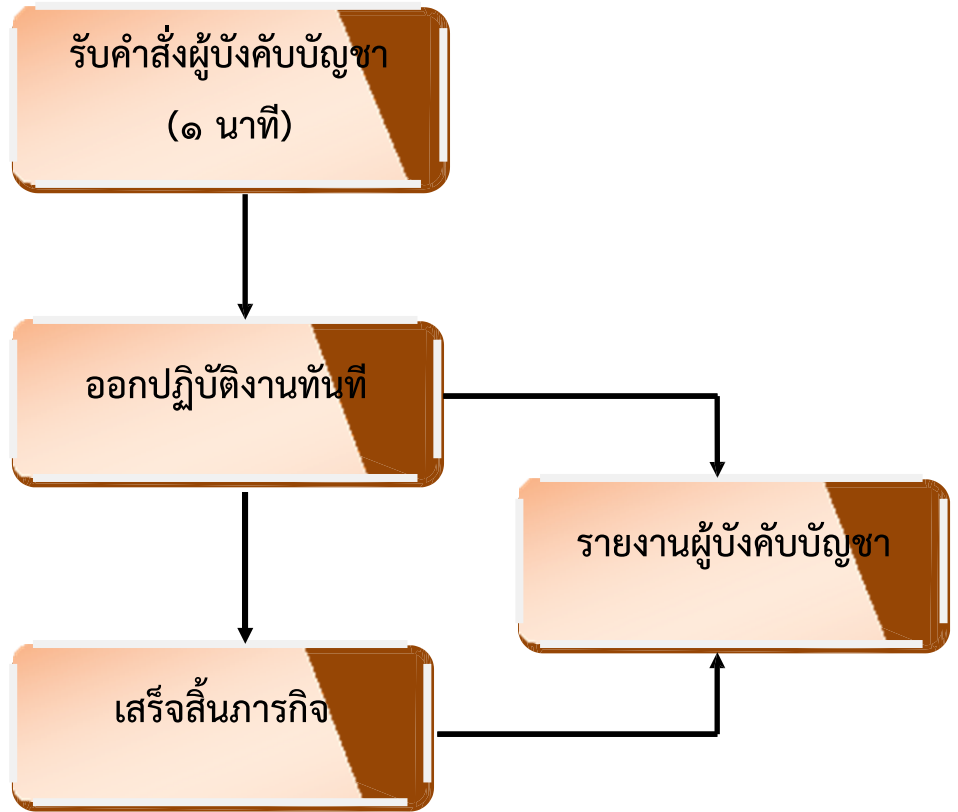 รับคำสั่งผู้บังคับบัญชา
(๑ นาที)
ออกปฏิบัติงานทันที
รายงานผู้บังคับบัญชา
เสร็จสิ้นภารกิจ